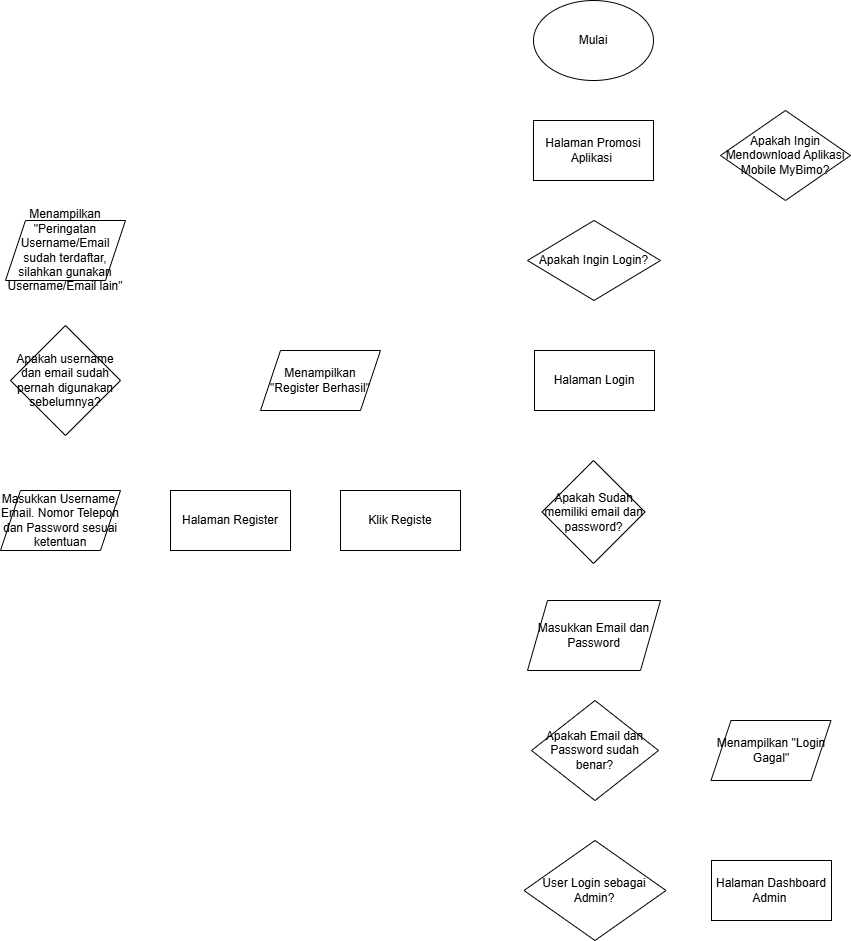 Mulai
Halaman Promosi
Aplikasi
Apakah Ingin
Mendownload Aplikasi
Mobile MyBimo?
Menampilkan
"Peringatan
Username/Email
sudah terdaftar,
silahkan gunakan
Username/Email lain"
Apakah Ingin Login?
Apakah username
dan email sudah
pernah digunakan
sebelumnya?
Menampilkan
"Register Berhasil"
Halaman Login
Masukkan Username,
Email. Nomor Telepon
dan Password sesuai
ketentuan
Halaman Register
Klik Registe
Apakah Sudah
memiliki email dan
password?
Masukkan Email dan
Password
Apakah Email dan
Password sudah
benar?
Menampilkan "Login
Gagal"
User Login sebagai
Admin?
Halaman Dashboard
Admin